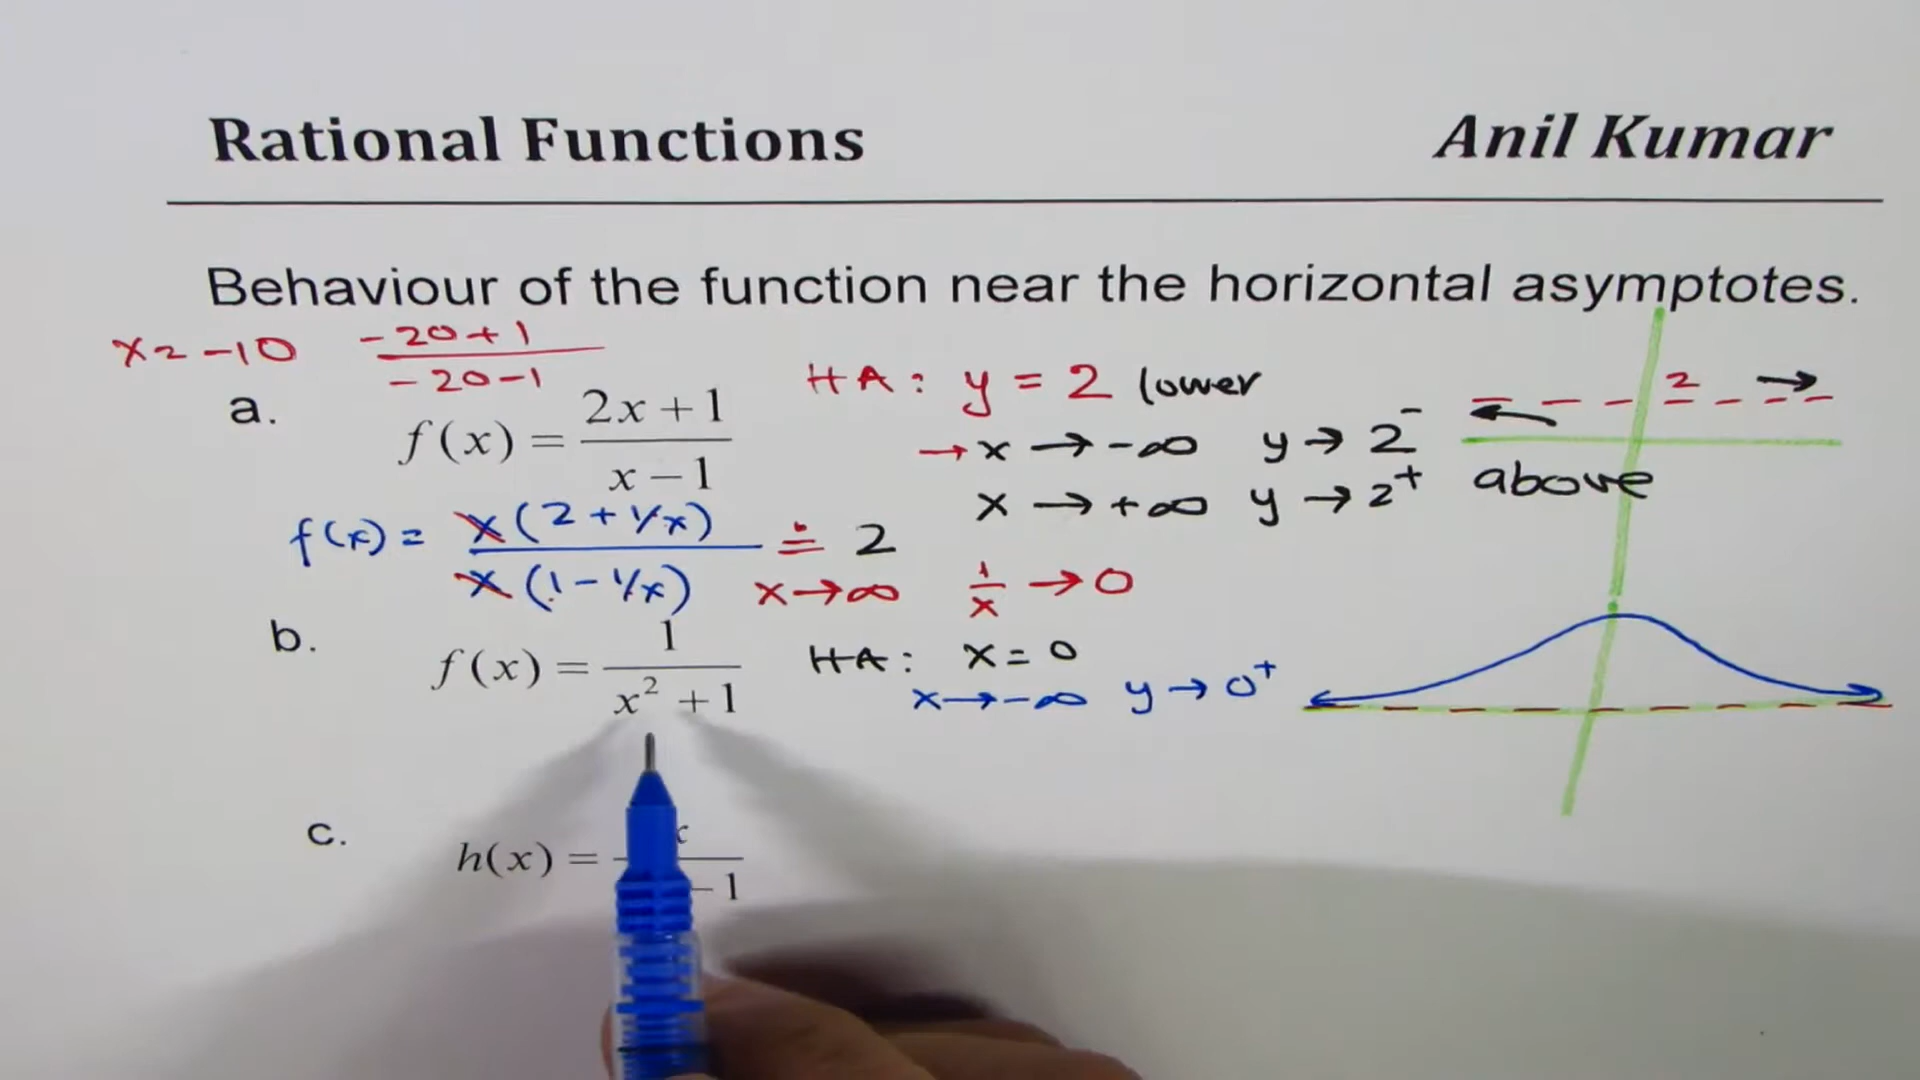 Rational Functions Anil Kumar
Behaviour of the function near the horizontal asymptotes.
x = -10 -20+1 / -20-1
a. f(x) = 2x+1 / x−1
HA: y = 2 lower
→ x → -∞ y → 2⁻
x → +∞ y → 2⁺ above
2
f(x) = x(2+1/x) / x(1-1/x) ≐ 2
x→∞ 1/x → 0
b. f(x) = 1 / x² +1
HA: x = 0
x→-∞ y → 0⁺
c. h(x) = −1